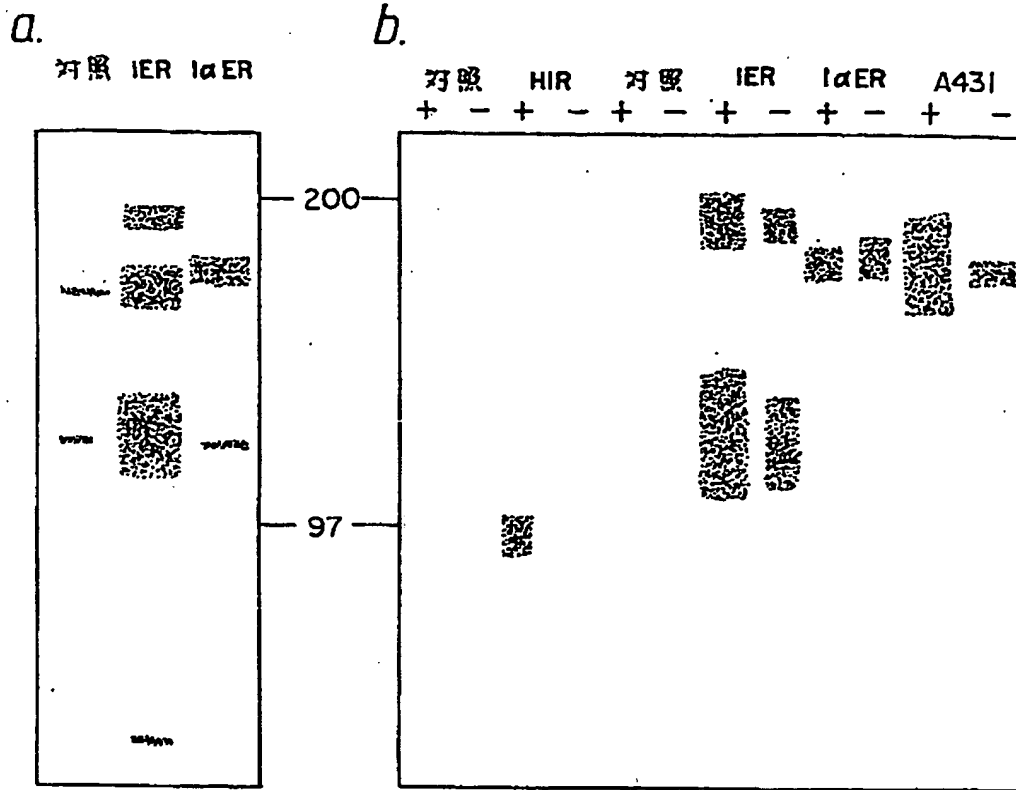 a.
对照 IER IαER
b.
对照 HIR 对照 IER IαER A431
+ - + - + - + - + - + -
200
97